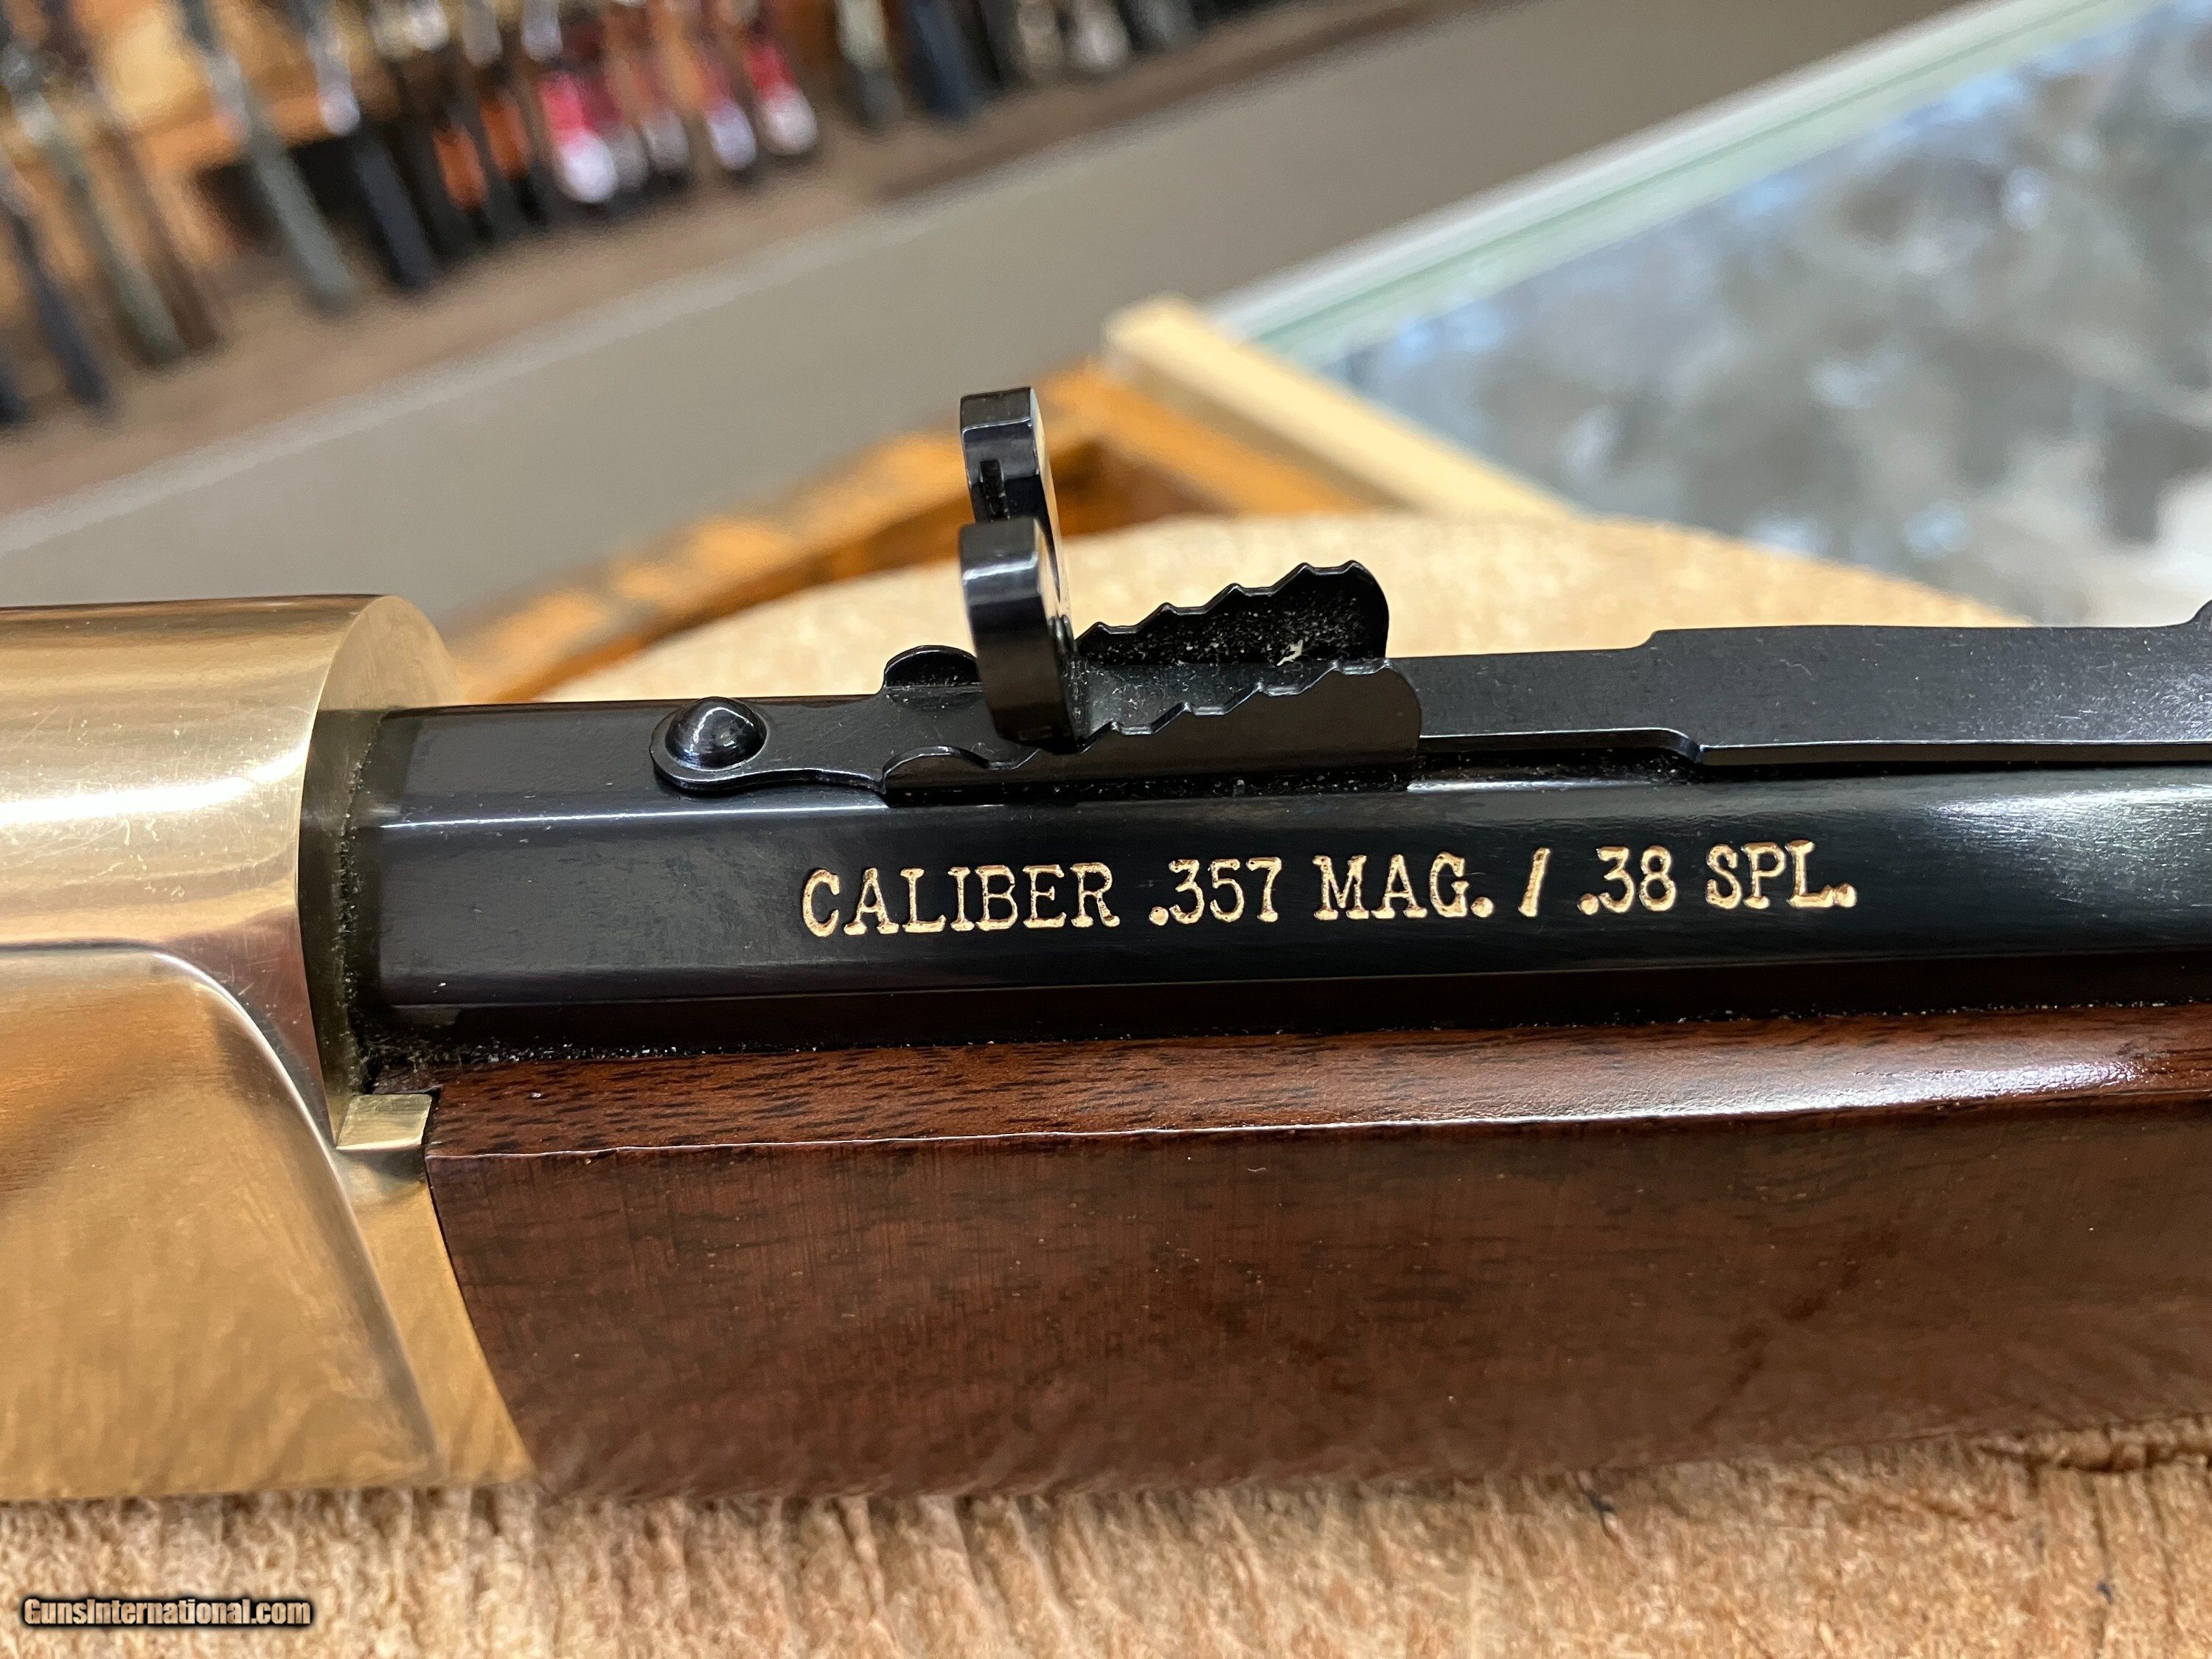 CALIBER .357 MAG. / .38 SPL.
GunsInternational.com